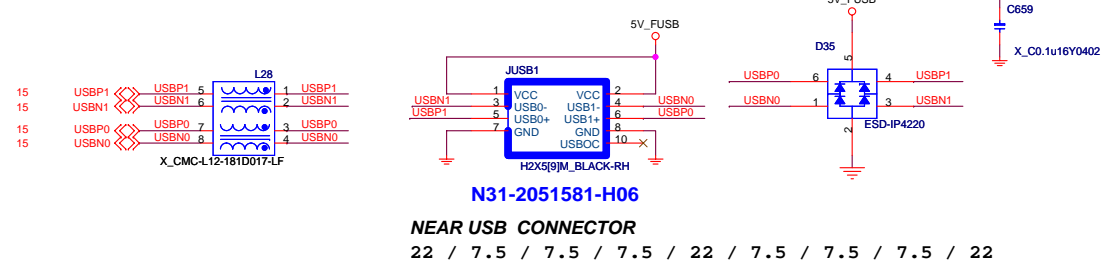 5V_FUSB
C659
X_C0.1u16Y0402
15 USBP1 USBP1 5 L28 1 USBP1
15 USBN1 USBN1 6 2 USBN1
15 USBP0 USBP0 7 3 USBP0
15 USBN0 USBN0 8 4 USBN0
X_CMC-L12-181D017-LF
5V_FUSB
JUSB1
1 VCC VCC 2
USBN1 3 USB0- USB1- 4 USBN0
USBP1 5 USB0+ USB1+ 6 USBP0
7 GND GND 8
USBOC 10
H2X5[9]M_BLACK-RH
N31-2051581-H06
D35
5
USBP0 6 4 USBP1
USBN0 1 3 USBN1
2
ESD-IP4220
NEAR USB CONNECTOR
22 / 7.5 / 7.5 / 7.5 / 22 / 7.5 / 7.5 / 7.5 / 22